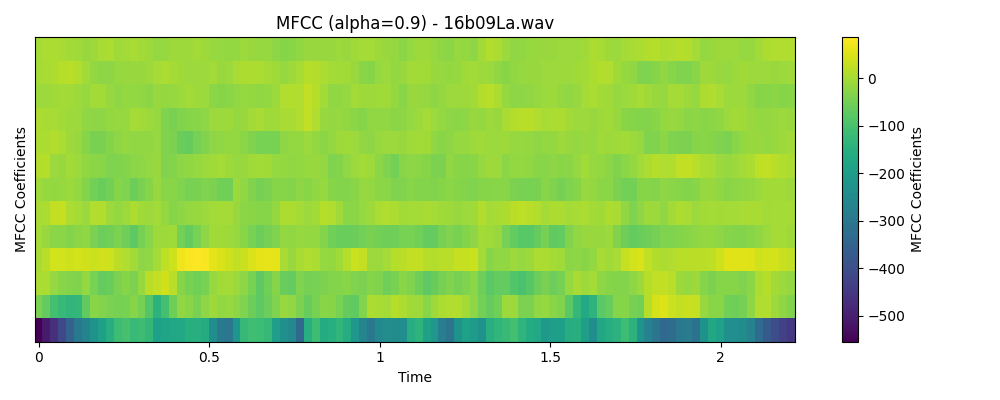 MFCC (alpha=0.9) - 16b09La.wav
MFCC Coefficients
0
0.5
1
1.5
2
Time
0
−100
−200
−300
−400
−500
MFCC Coefficients